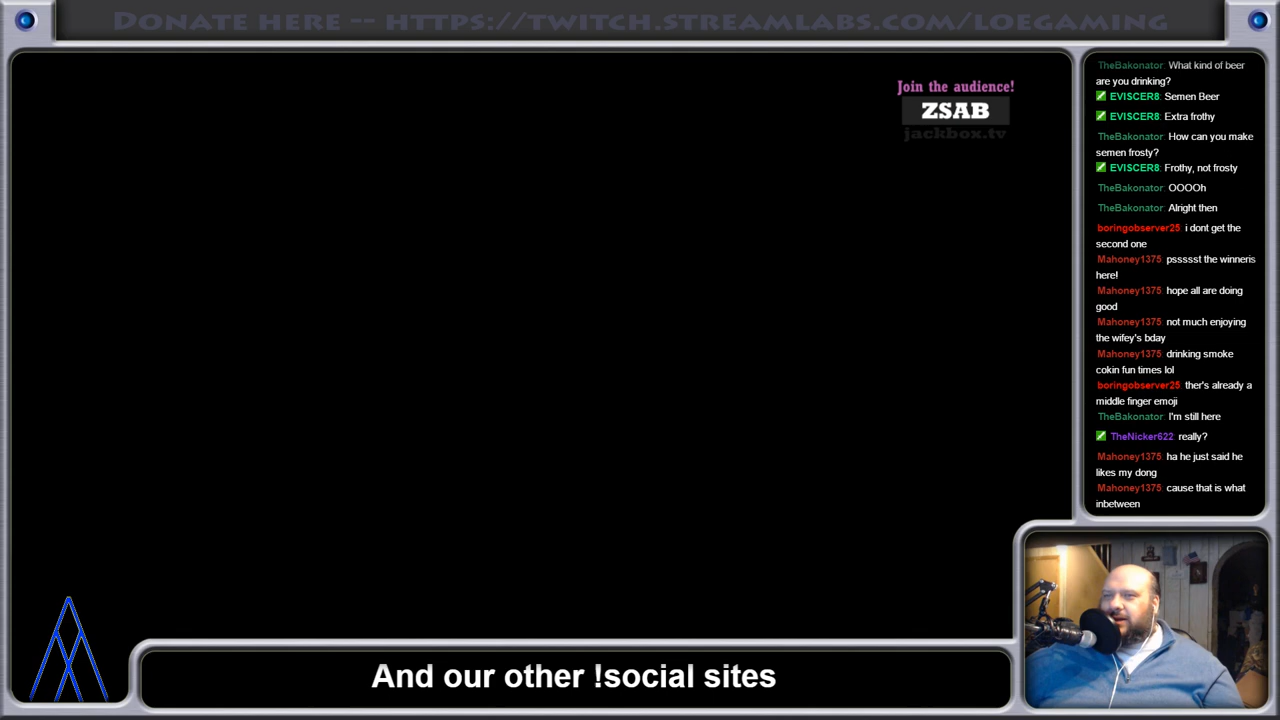 DONATE HERE -- HTTPS://TWITCH.STREAMLABS.COM/LOEGAMING
Join the audience!
ZSAB
jackbox.tv
TheBakonator: What kind of beer
are you drinking?
EVISCER8: Semen Beer
EVISCER8: Extra frothy
TheBakonator: How can you make
semen frosty?
EVISCER8: Frothy, not frosty
TheBakonator: OOOOh
TheBakonator: Alright then
boringobserver25: i dont get the
second one
Mahoney1375: pssssst the winneris
here!
Mahoney1375: hope all are doing
good
Mahoney1375: not much enjoying
the wifey's bday
Mahoney1375: drinking smoke
cokin fun times lol
boringobserver25: ther's already a
middle finger emoji
TheBakonator: I'm still here
TheNicker622: really?
Mahoney1375: ha he just said he
likes my dong
Mahoney1375: cause that is what
inbetween
And our other !social sites